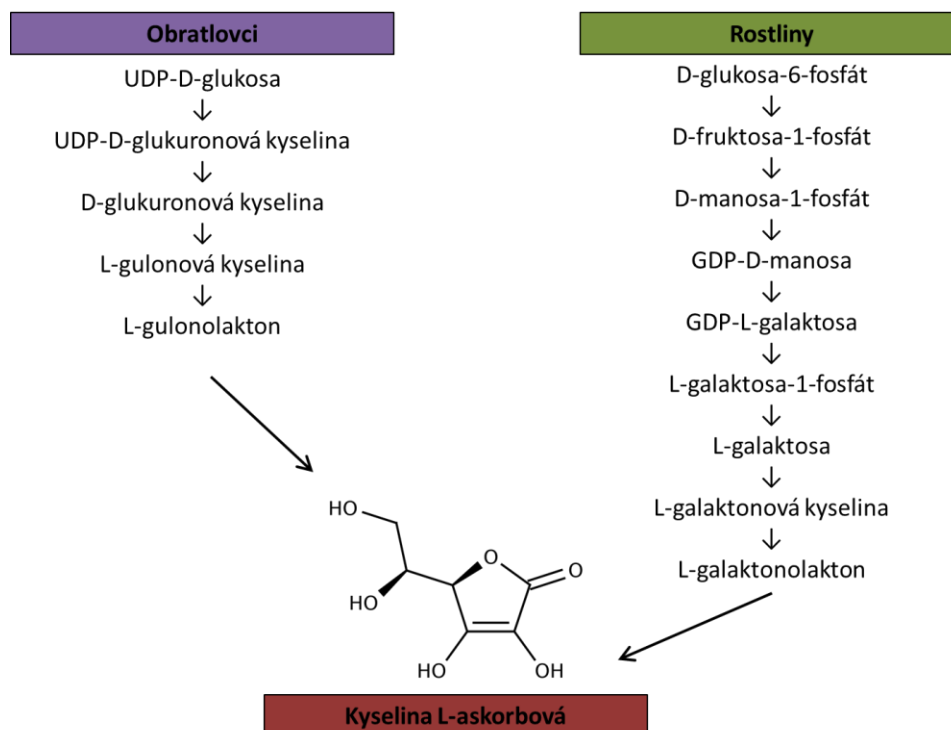 Obratlovci
UDP-D-glukosa
↓
UDP-D-glukuronová kyselina
↓
D-glukuronová kyselina
↓
L-gulonová kyselina
↓
L-gulonolakton
Rostliny
D-glukosa-6-fosfát
↓
D-fruktosa-1-fosfát
↓
D-manosa-1-fosfát
↓
GDP-D-manosa
↓
GDP-L-galaktosa
↓
L-galaktosa-1-fosfát
↓
L-galaktosa
↓
L-galaktonová kyselina
↓
L-galaktonolakton
HO
O
O
HO
HO
OH
Kyselina L-askorbová